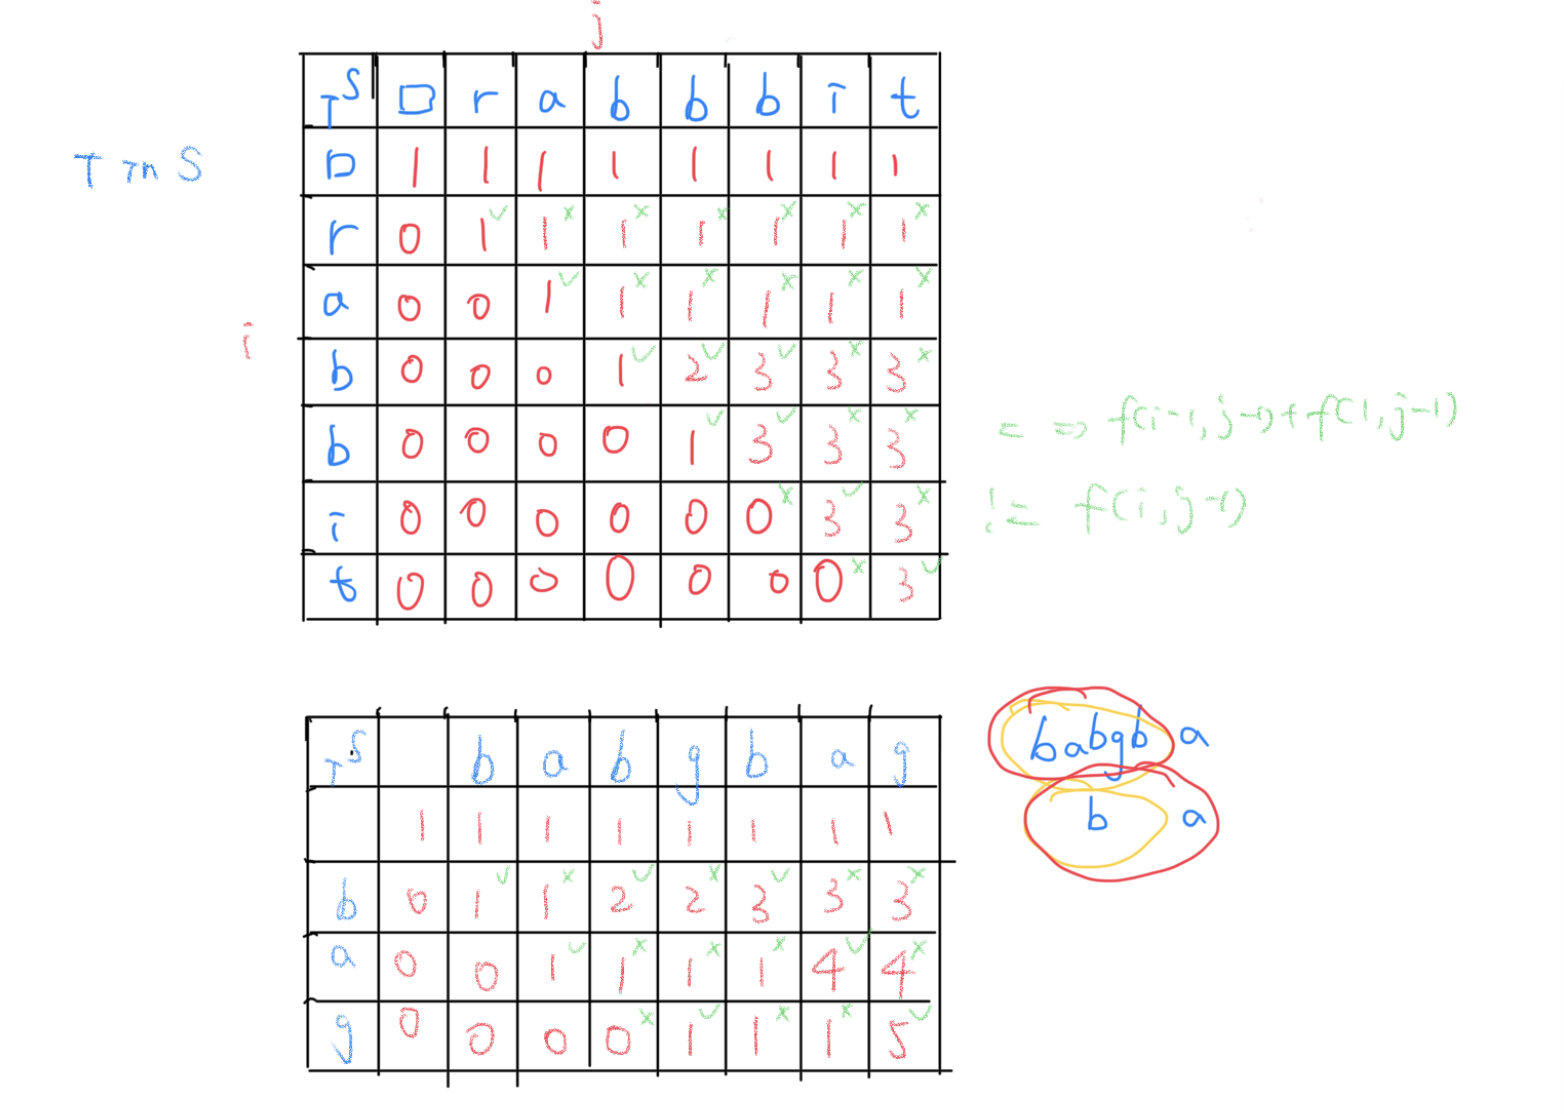 j
T S □ r a b b b i t
□ 1 1 1 1 1 1 1 1
T in S
r 0 1✓ 1× 1× 1× 1× 1× 1×
a 0 0 1✓ 1× 1× 1× 1× 1×
i
b 0 0 0 1✓ 2✓ 3✓ 3× 3×
b 0 0 0 0 1✓ 3✓ 3× 3×
= => f(i-1, j-1) + f(1, j-1)
i 0 0 0 0 0 0× 3✓ 3×
!= f(i, j-1)
t 0 0 0 0 0 0 0× 3✓
T S b a b g b a g
1 1 1 1 1 1 1 1
b 0 1✓ 1× 2✓ 2× 3✓ 3× 3×
a 0 0 1✓ 1× 1× 1× 4✓ 4×
g 0 0 0 0× 1✓ 1× 1× 5✓
babgb a
b a